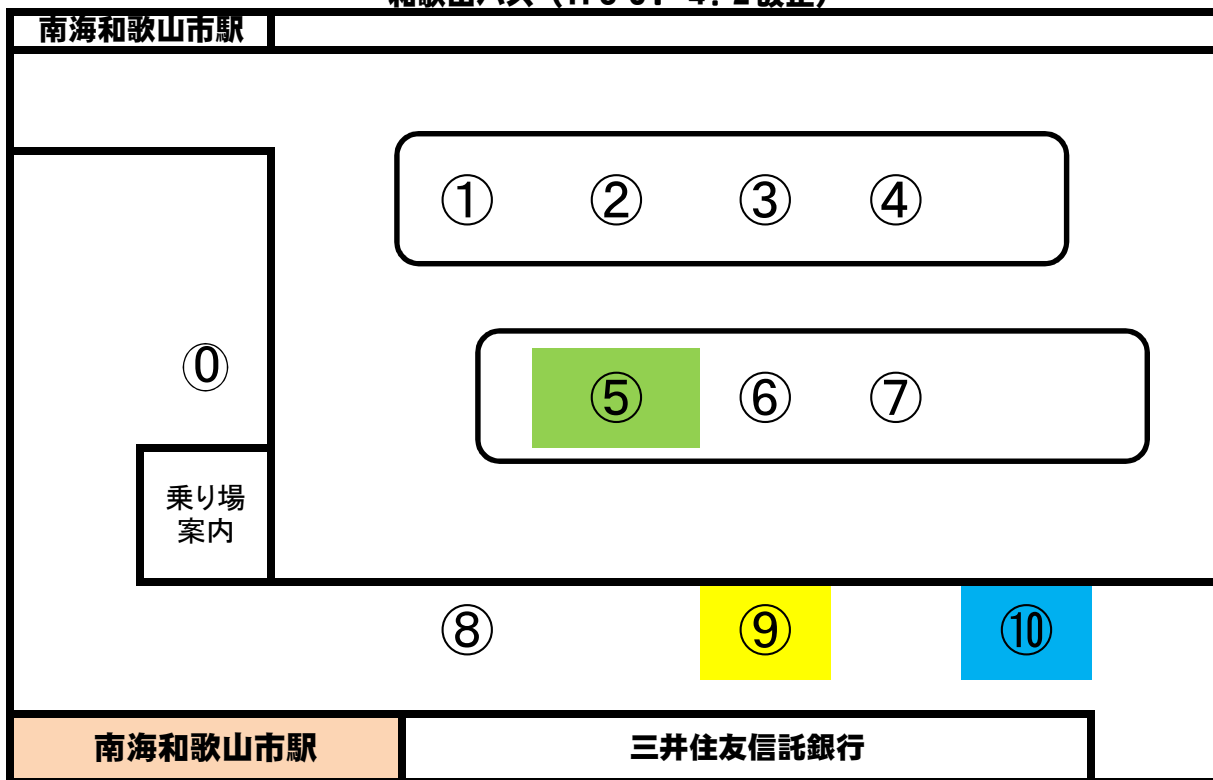 南海和歌山市駅
① ② ③ ④
⓪
⑤ ⑥ ⑦
乗り場
案内
⑧ ⑨ ⑩
南海和歌山市駅 三井住友信託銀行